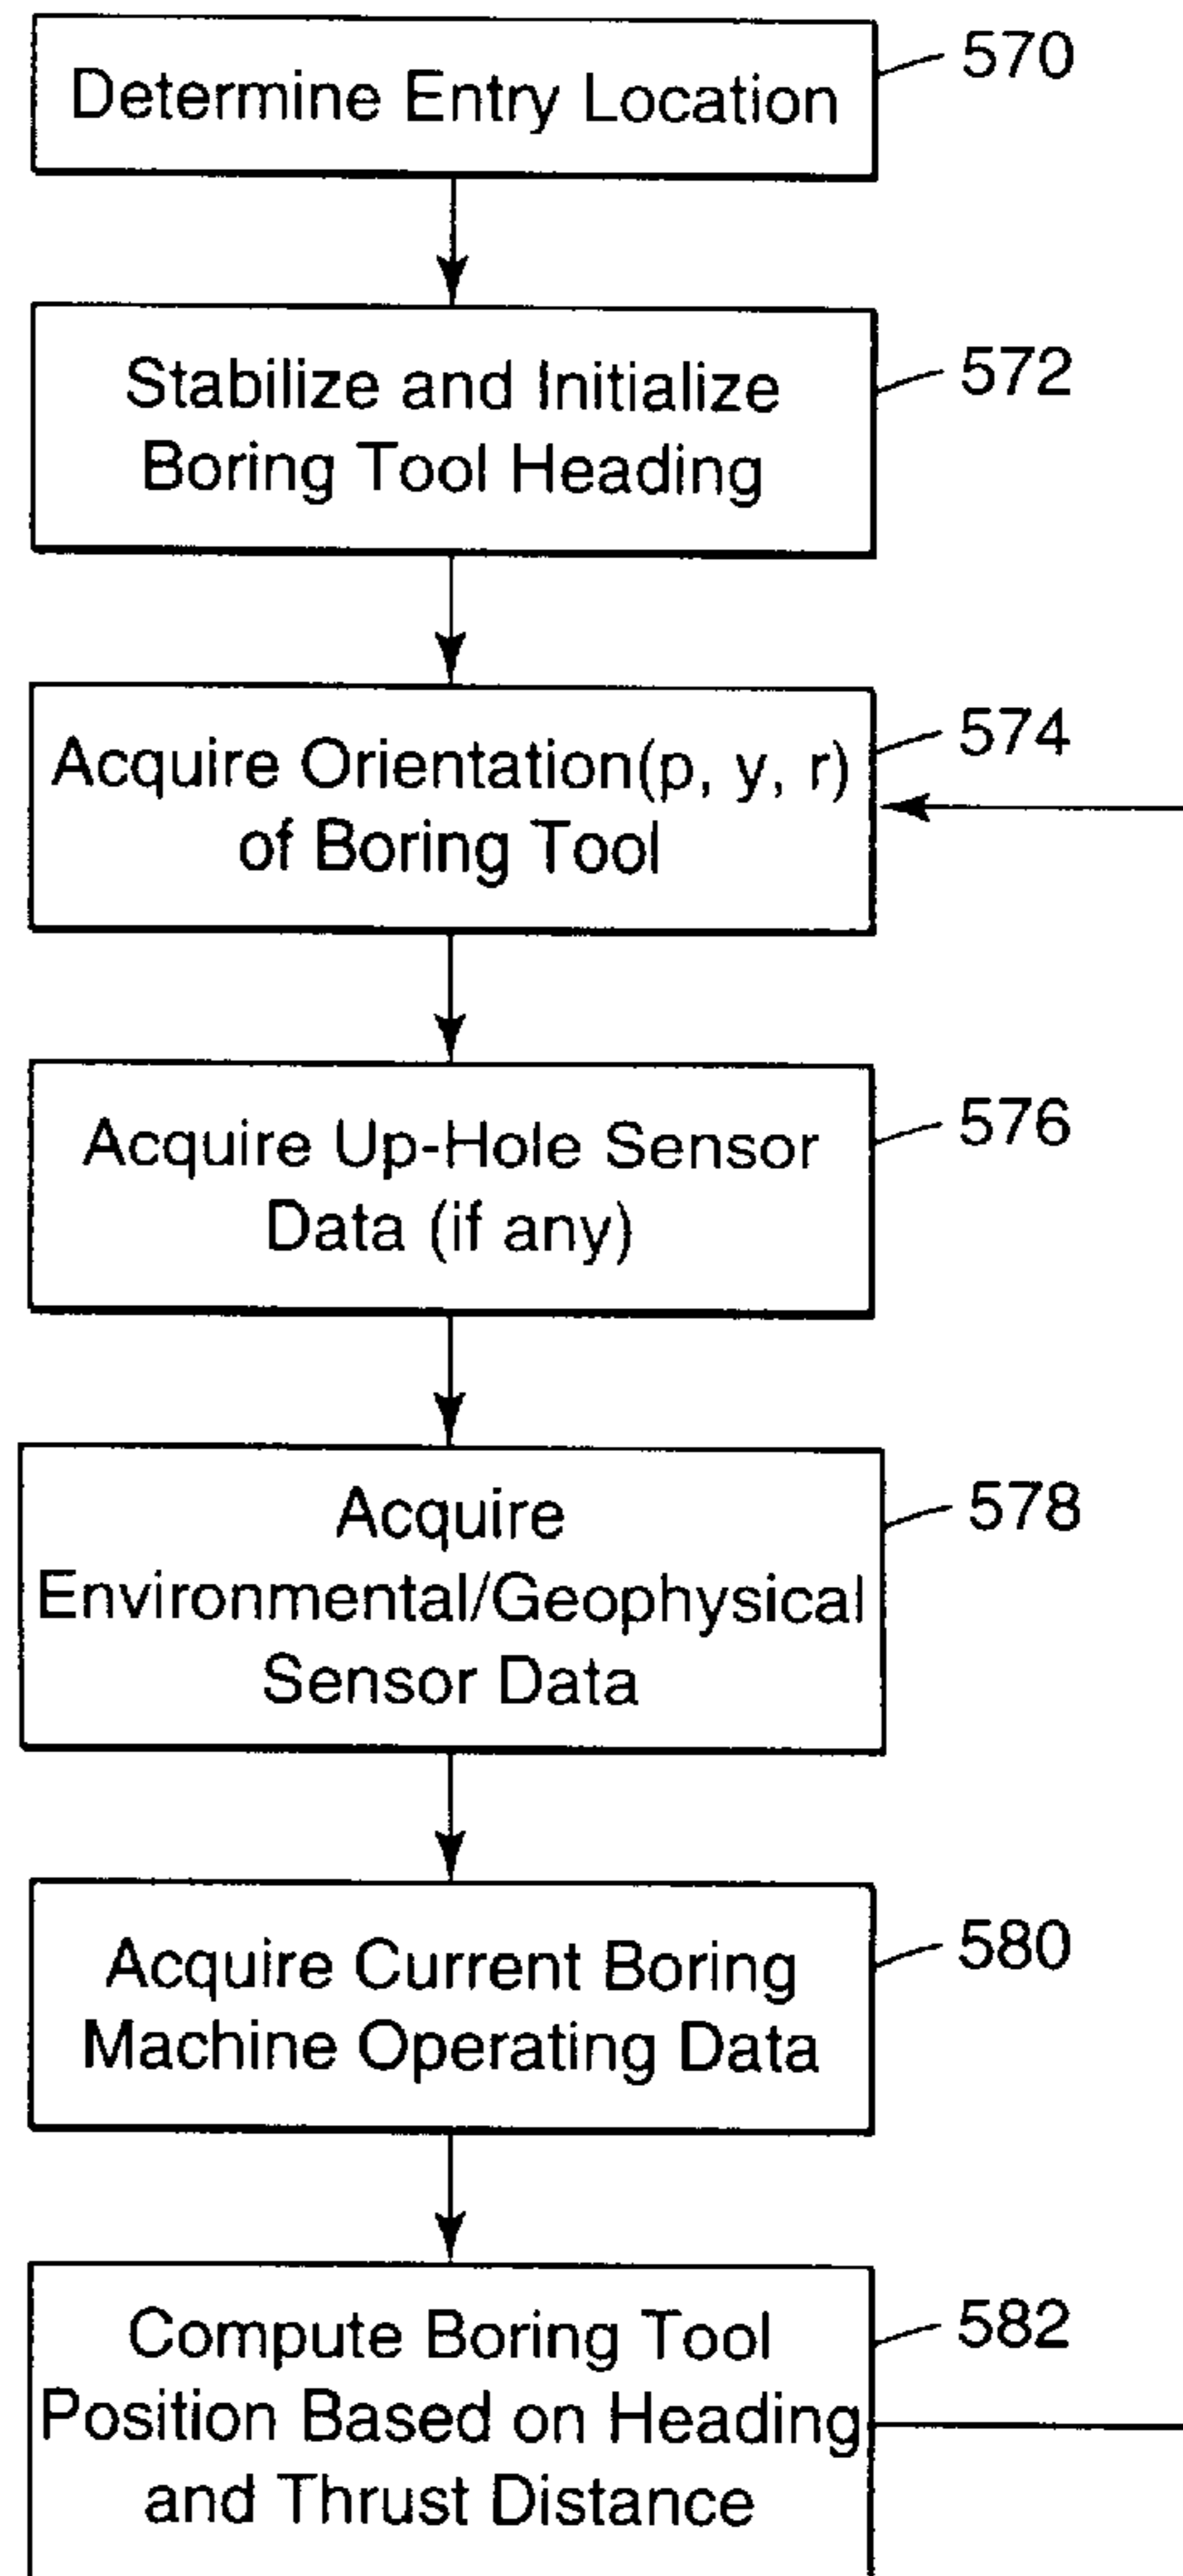 Determine Entry Location
570
Stabilize and Initialize
Boring Tool Heading
572
Acquire Orientation(p, y, r)
of Boring Tool
574
Acquire Up-Hole Sensor
Data (if any)
576
Acquire
Environmental/Geophysical
Sensor Data
578
Acquire Current Boring
Machine Operating Data
580
Compute Boring Tool
Position Based on Heading
and Thrust Distance
582